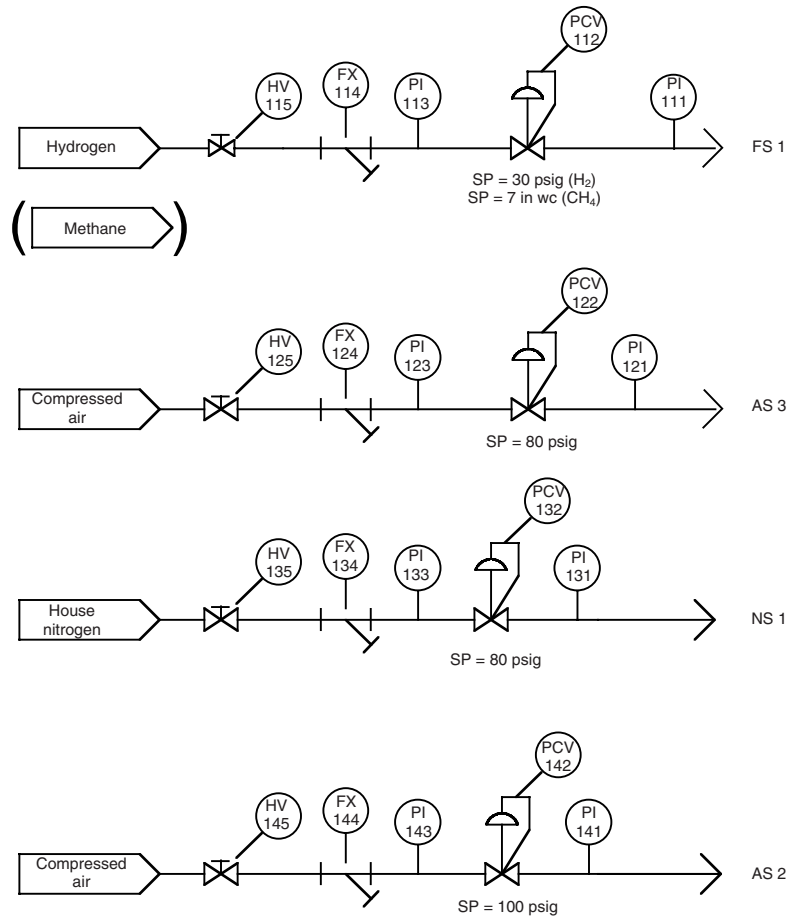 PCV
112
HV
115
FX
114
PI
113
PI
111
Hydrogen
FS 1
SP = 30 psig (H₂)
SP = 7 in wc (CH₄)
( Methane )
PCV
122
HV
125
FX
124
PI
123
PI
121
Compressed
air
AS 3
SP = 80 psig
PCV
132
HV
135
FX
134
PI
133
PI
131
House
nitrogen
NS 1
SP = 80 psig
PCV
142
HV
145
FX
144
PI
143
PI
141
Compressed
air
AS 2
SP = 100 psig